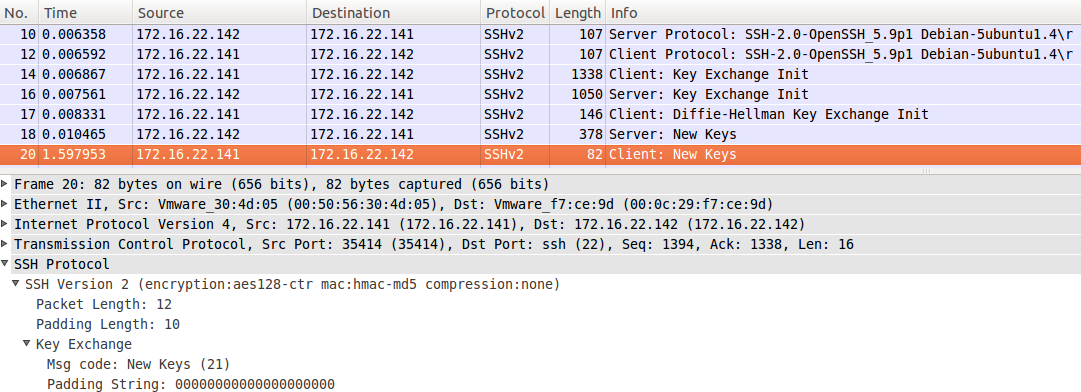 No. Time Source Destination Protocol Length Info
10 0.006358 172.16.22.142 172.16.22.141 SSHv2 107 Server Protocol: SSH-2.0-OpenSSH_5.9p1 Debian-5ubuntu1.4\r
12 0.006592 172.16.22.141 172.16.22.142 SSHv2 107 Client Protocol: SSH-2.0-OpenSSH_5.9p1 Debian-5ubuntu1.4\r
14 0.006867 172.16.22.141 172.16.22.142 SSHv2 1338 Client: Key Exchange Init
16 0.007561 172.16.22.142 172.16.22.141 SSHv2 1050 Server: Key Exchange Init
17 0.008331 172.16.22.141 172.16.22.142 SSHv2 146 Client: Diffie-Hellman Key Exchange Init
18 0.010465 172.16.22.142 172.16.22.141 SSHv2 378 Server: New Keys
20 1.597953 172.16.22.141 172.16.22.142 SSHv2 82 Client: New Keys
Frame 20: 82 bytes on wire (656 bits), 82 bytes captured (656 bits)
Ethernet II, Src: Vmware_30:4d:05 (00:50:56:30:4d:05), Dst: Vmware_f7:ce:9d (00:0c:29:f7:ce:9d)
Internet Protocol Version 4, Src: 172.16.22.141 (172.16.22.141), Dst: 172.16.22.142 (172.16.22.142)
Transmission Control Protocol, Src Port: 35414 (35414), Dst Port: ssh (22), Seq: 1394, Ack: 1338, Len: 16
SSH Protocol
SSH Version 2 (encryption:aes128-ctr mac:hmac-md5 compression:none)
Packet Length: 12
Padding Length: 10
Key Exchange
Msg code: New Keys (21)
Padding String: 00000000000000000000